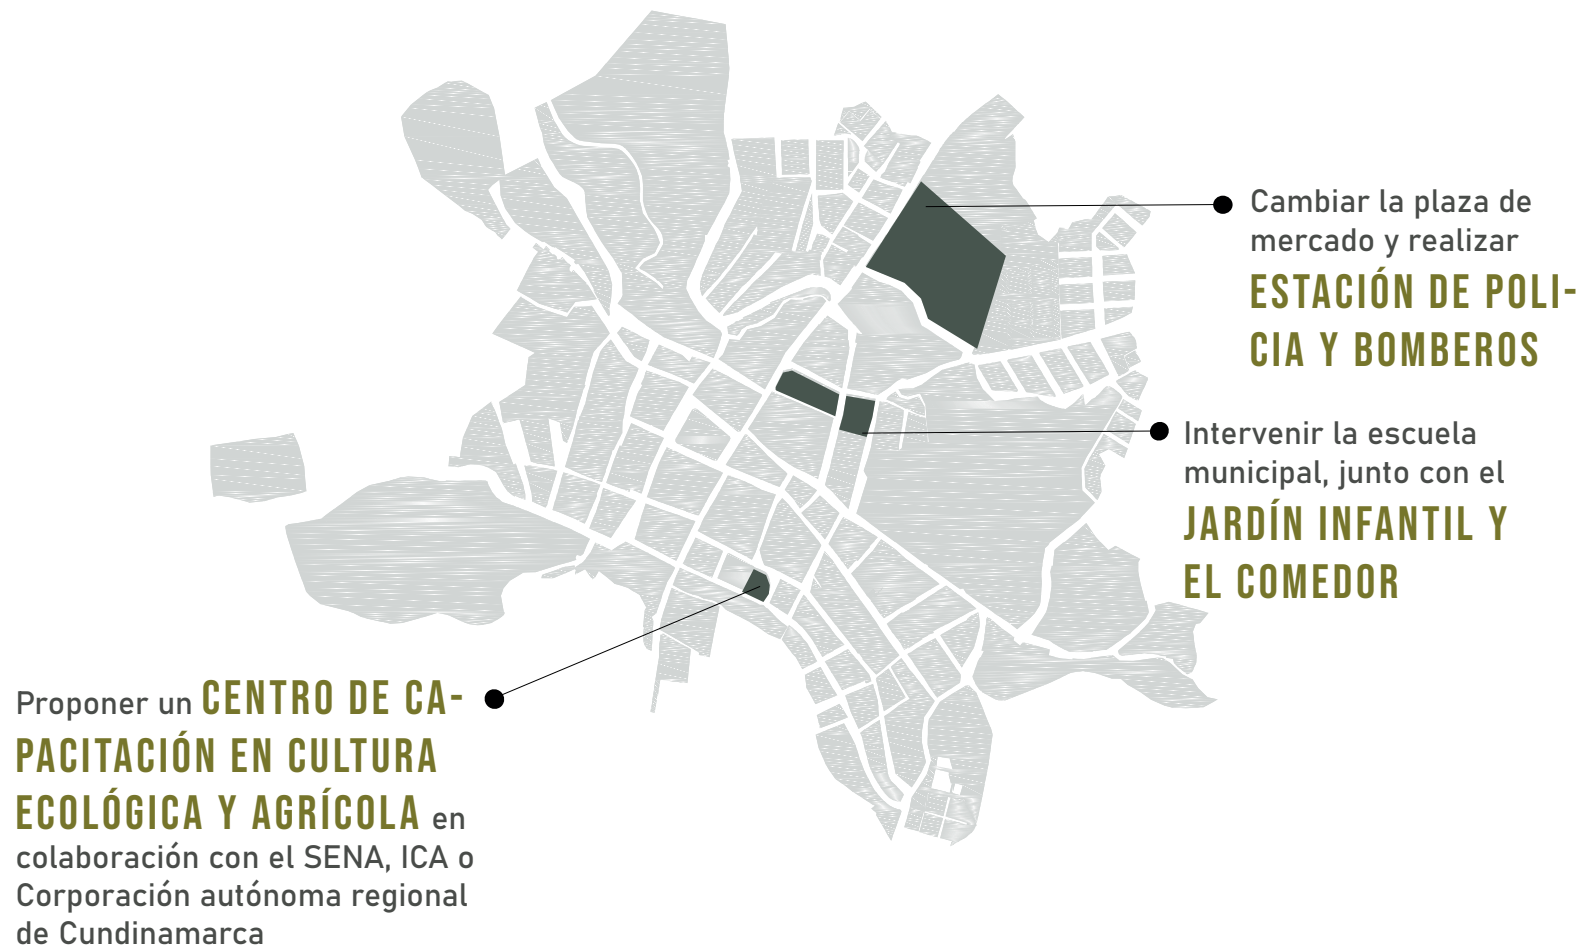 Cambiar la plaza de
mercado y realizar
ESTACIÓN DE POLI-
CIA Y BOMBEROS
Intervenir la escuela
municipal, junto con el
JARDÍN INFANTIL Y
EL COMEDOR
Proponer un CENTRO DE CA-
PACITACIÓN EN CULTURA
ECOLÓGICA Y AGRÍCOLA en
colaboración con el SENA, ICA o
Corporación autónoma regional
de Cundinamarca